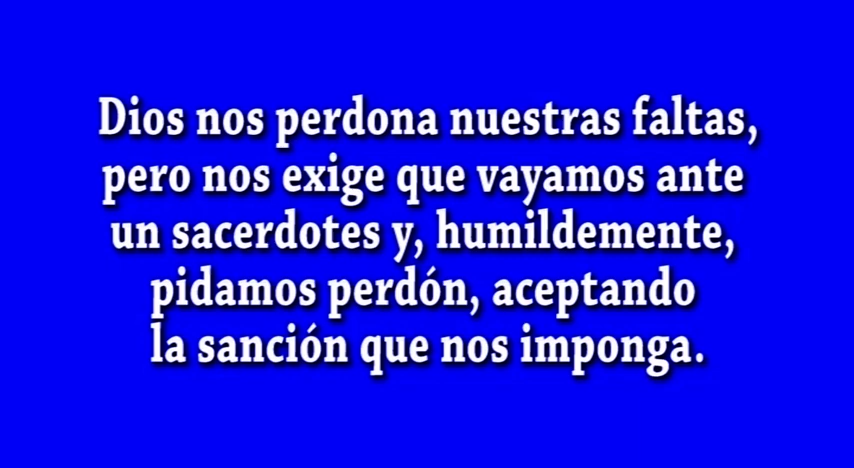 Dios nos perdona nuestras faltas,
pero nos exige que vayamos ante
un sacerdotes y, humildemente,
pidamos perdón, aceptando
la sanción que nos imponga.